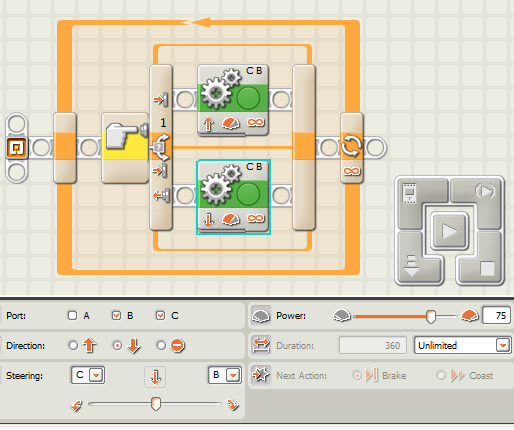 C B
1
C B
Port: A B C
Power: 75
Direction:
Duration: 360 Unlimited
Steering: C B
Next Action: Brake Coast